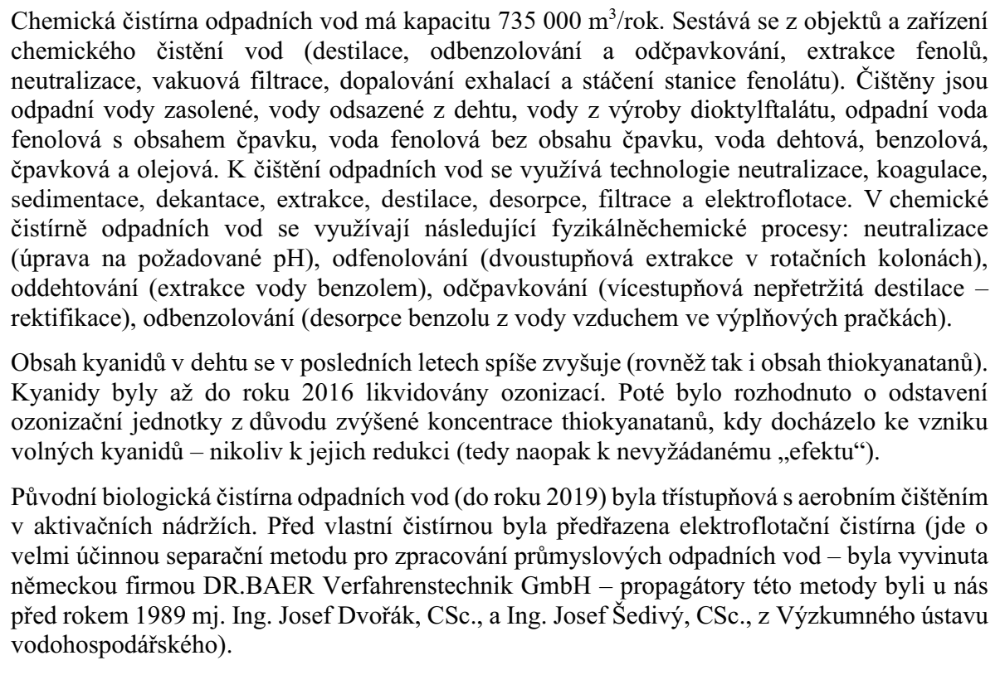 Chemická čistírna odpadních vod má kapacitu 735 000 m³/rok. Sestává se z objektů a zařízení
chemického čistění vod (destilace, odbenzolování a odčpavkování, extrakce fenolů,
neutralizace, vakuová filtrace, dopalování exhalací a stáčení stanice fenolátu). Čištěny jsou
odpadní vody zasolené, vody odsazené z dehtu, vody z výroby dioktylftalátu, odpadní voda
fenolová s obsahem čpavku, voda fenolová bez obsahu čpavku, voda dehtová, benzolová,
čpavková a olejová. K čištění odpadních vod se využívá technologie neutralizace, koagulace,
sedimentace, dekantace, extrakce, destilace, desorpce, filtrace a elektroflotace. V chemické
čistírně odpadních vod se využívají následující fyzikálněchemické procesy: neutralizace
(úprava na požadované pH), odfenolování (dvoustupňová extrakce v rotačních kolonách),
oddehtování (extrakce vody benzolem), odčpavkování (vícestupňová nepřetržitá destilace –
rektifikace), odbenzolování (desorpce benzolu z vody vzduchem ve výplňových pračkách).
Obsah kyanidů v dehtu se v posledních letech spíše zvyšuje (rovněž tak i obsah thiokyanatanů).
Kyanidy byly až do roku 2016 likvidovány ozonizací. Poté bylo rozhodnuto o odstavení
ozonizační jednotky z důvodu zvýšené koncentrace thiokyanatanů, kdy docházelo ke vzniku
volných kyanidů – nikoliv k jejich redukci (tedy naopak k nevyžádanému „efektu“).
Původní biologická čistírna odpadních vod (do roku 2019) byla třístupňová s aerobním čištěním
v aktivačních nádržích. Před vlastní čistírnou byla předřazena elektroflotační čistírna (jde o
velmi účinnou separační metodu pro zpracování průmyslových odpadních vod – byla vyvinuta
německou firmou DR.BAER Verfahrenstechnik GmbH – propagátory této metody byli u nás
před rokem 1989 mj. Ing. Josef Dvořák, CSc., a Ing. Josef Šedivý, CSc., z Výzkumného ústavu
vodohospodářského).